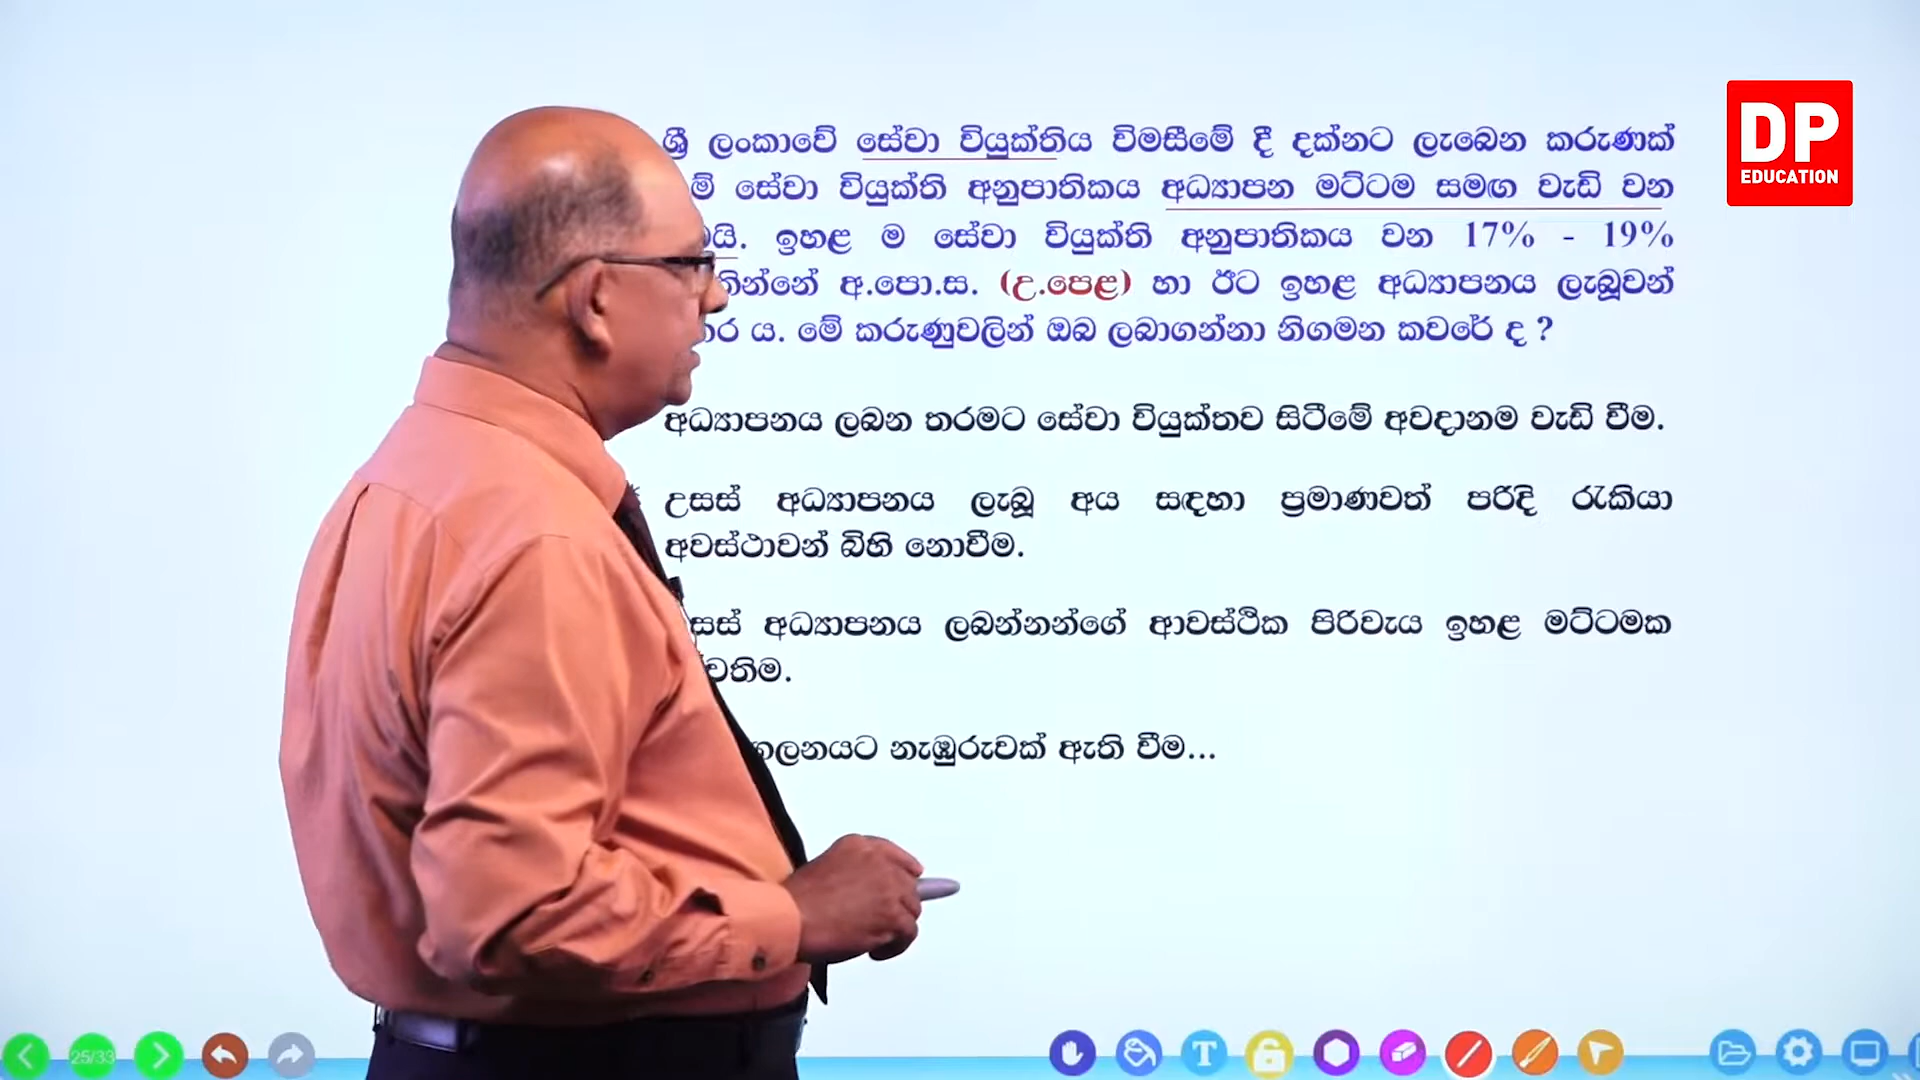 ශ්‍රී ලංකාවේ සේවා වියුක්තිය විමසීමේ දී දක්නට ලැබෙන කරුණක්
සේවා වියුක්ති අනුපාතිකය අධ්‍යාපන මට්ටම සමඟ වැඩි වන
ඉහළ ම සේවා වියුක්ති අනුපාතිකය වන 17% - 19%
අ.පො.ස. (උ.පෙළ) හා ඊට ඉහළ අධ්‍යාපනය ලැබූවන්
ය. මේ කරුණුවලින් ඔබ ලබාගන්නා නිගමන කවරේ ද ?
අධ්‍යාපනය ලබන තරමට සේවා වියුක්තව සිටීමේ අවදානම වැඩි වීම.
උසස් අධ්‍යාපනය ලැබූ අය සඳහා ප්‍රමාණවත් පරිදි රැකියා
අවස්ථාවන් බිහි නොවීම.
අධ්‍යාපනය ලබන්නන්ගේ ආවස්ථික පිරිවැය ඉහළ මට්ටමක
නැඹුරුවක් ඇති වීම...
DP
EDUCATION
25/33
T